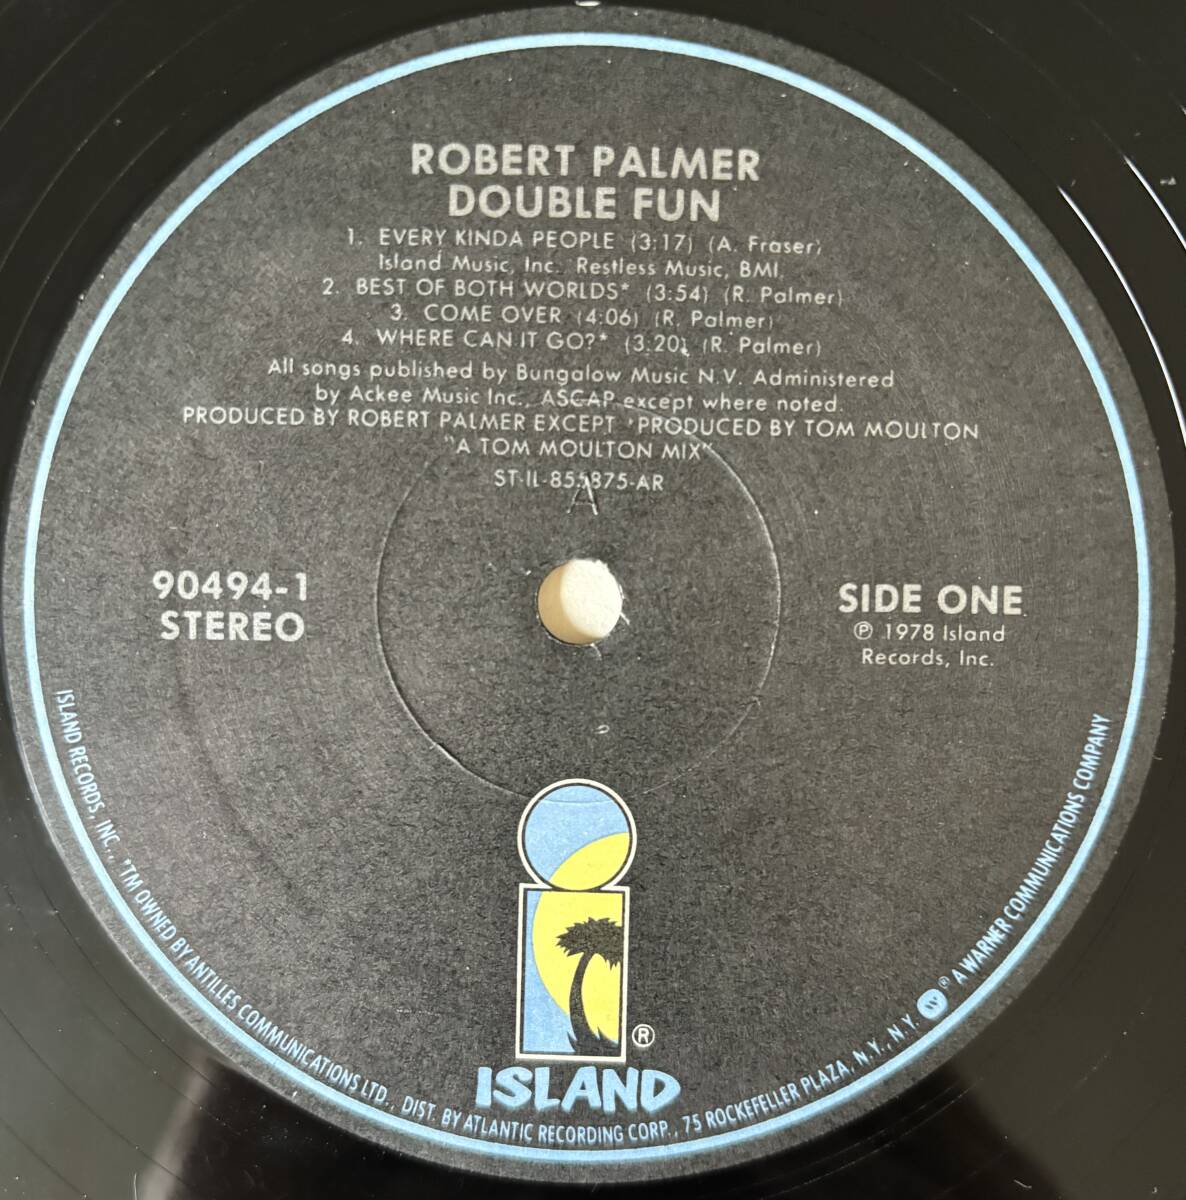 ROBERT PALMER
DOUBLE FUN
1. EVERY KINDA PEOPLE (3:17) (A. Fraser)
Island Music, Inc. Restless Music, BMI.
2. BEST OF BOTH WORLDS* (3:54) (R. Palmer)
3. COME OVER (4:06) (R. Palmer)
4. WHERE CAN IT GO?* (3:20) (R. Palmer)
All songs published by Bungalow Music N.V. Administered
by Ackee Music Inc., ASCAP except where noted.
PRODUCED BY ROBERT PALMER EXCEPT *PRODUCED BY TOM MOULTON
"A TOM MOULTON MIX"
ST-IL-855875-AR
A
90494-1
STEREO
SIDE ONE
℗ 1978 Island
Records, Inc.
®
ISLAND
ISLAND RECORDS, INC., *TM OWNED BY ANTILLES COMMUNICATIONS LTD., DIST. BY ATLANTIC RECORDING CORP., 75 ROCKEFELLER PLAZA, N.Y., N.Y. W ® A WARNER COMMUNICATIONS COMPANY